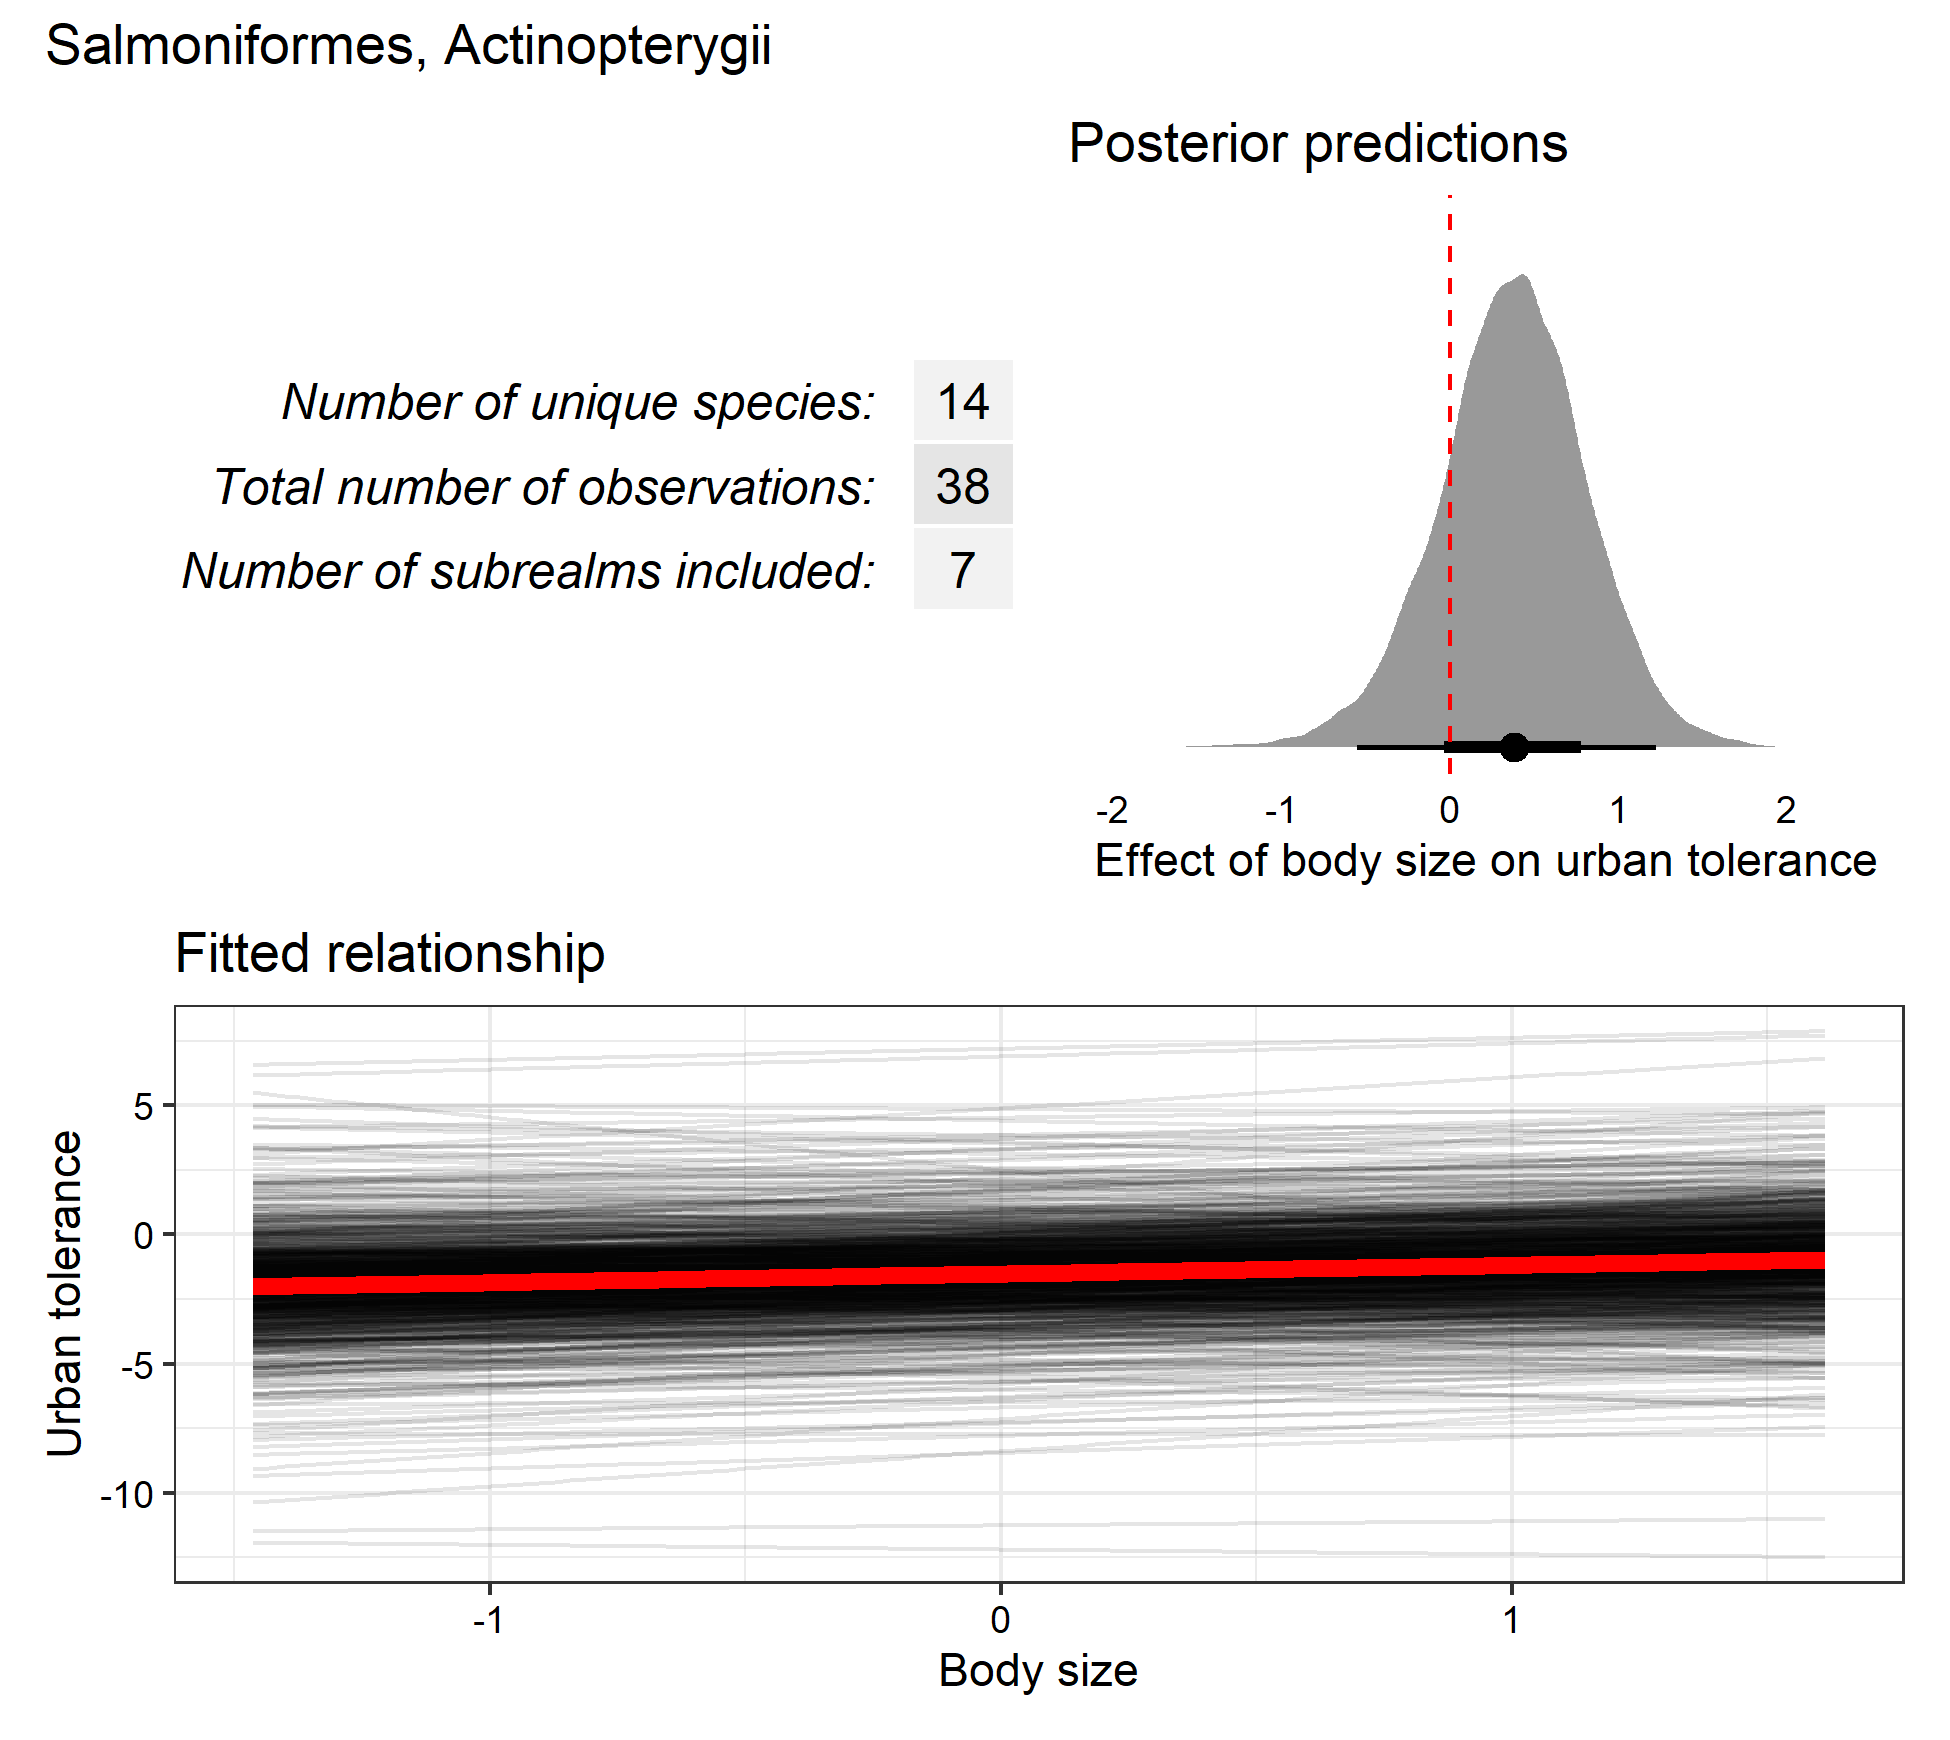 Salmoniformes, Actinopterygii
Posterior predictions
Number of unique species: 14
Total number of observations: 38
Number of subrealms included: 7
-2 -1 0 1 2
Effect of body size on urban tolerance
Fitted relationship
Urban tolerance
5
0
-5
-10
-1 0 1
Body size